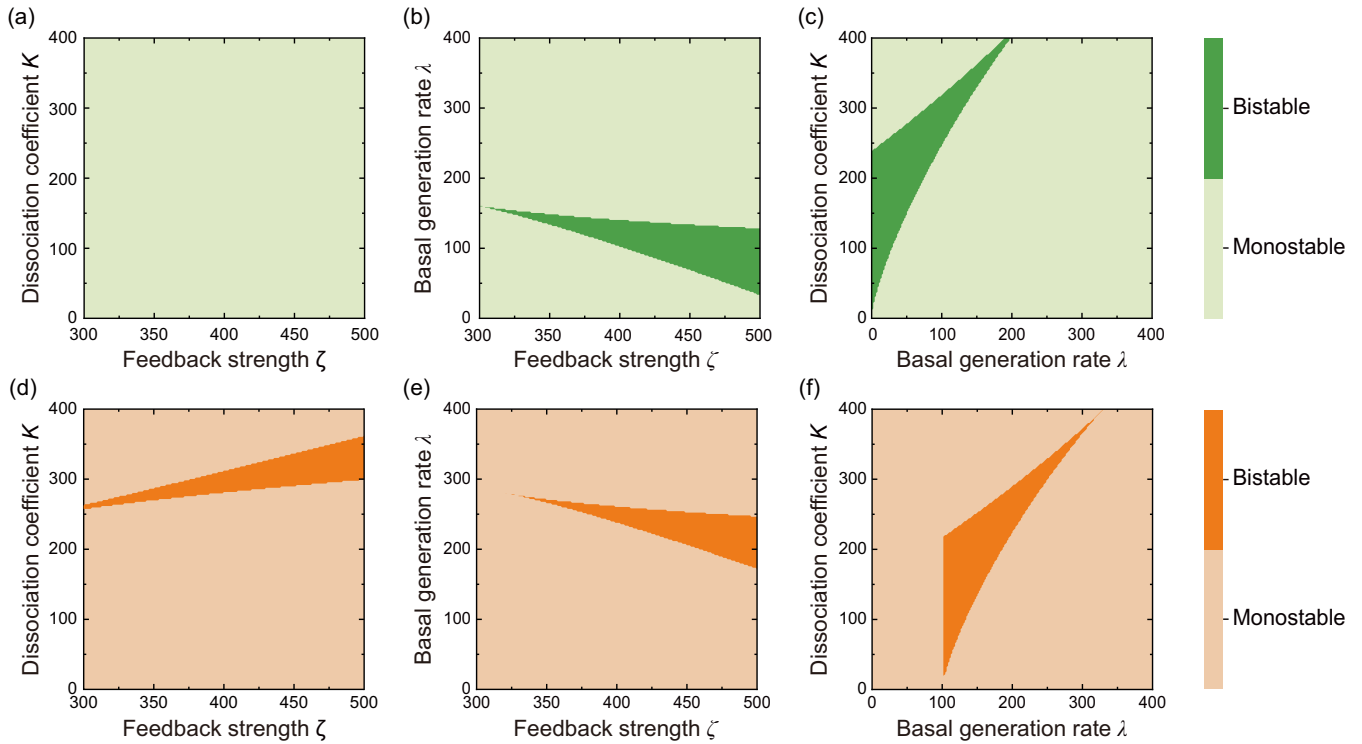 (a)
Dissociation coefficient K
400
300
200
100
0
300
350
400
450
500
Feedback strength ζ
(b)
Basal generation rate λ
400
300
200
100
0
300
350
400
450
500
Feedback strength ζ
(c)
Dissociation coefficient K
400
300
200
100
0
0
100
200
300
400
Basal generation rate λ
Bistable
Monostable
(d)
Dissociation coefficient K
400
300
200
100
0
300
350
400
450
500
Feedback strength ζ
(e)
Basal generation rate λ
400
300
200
100
0
300
350
400
450
500
Feedback strength ζ
(f)
Dissociation coefficient K
400
300
200
100
0
0
100
200
300
400
Basal generation rate λ
Bistable
Monostable